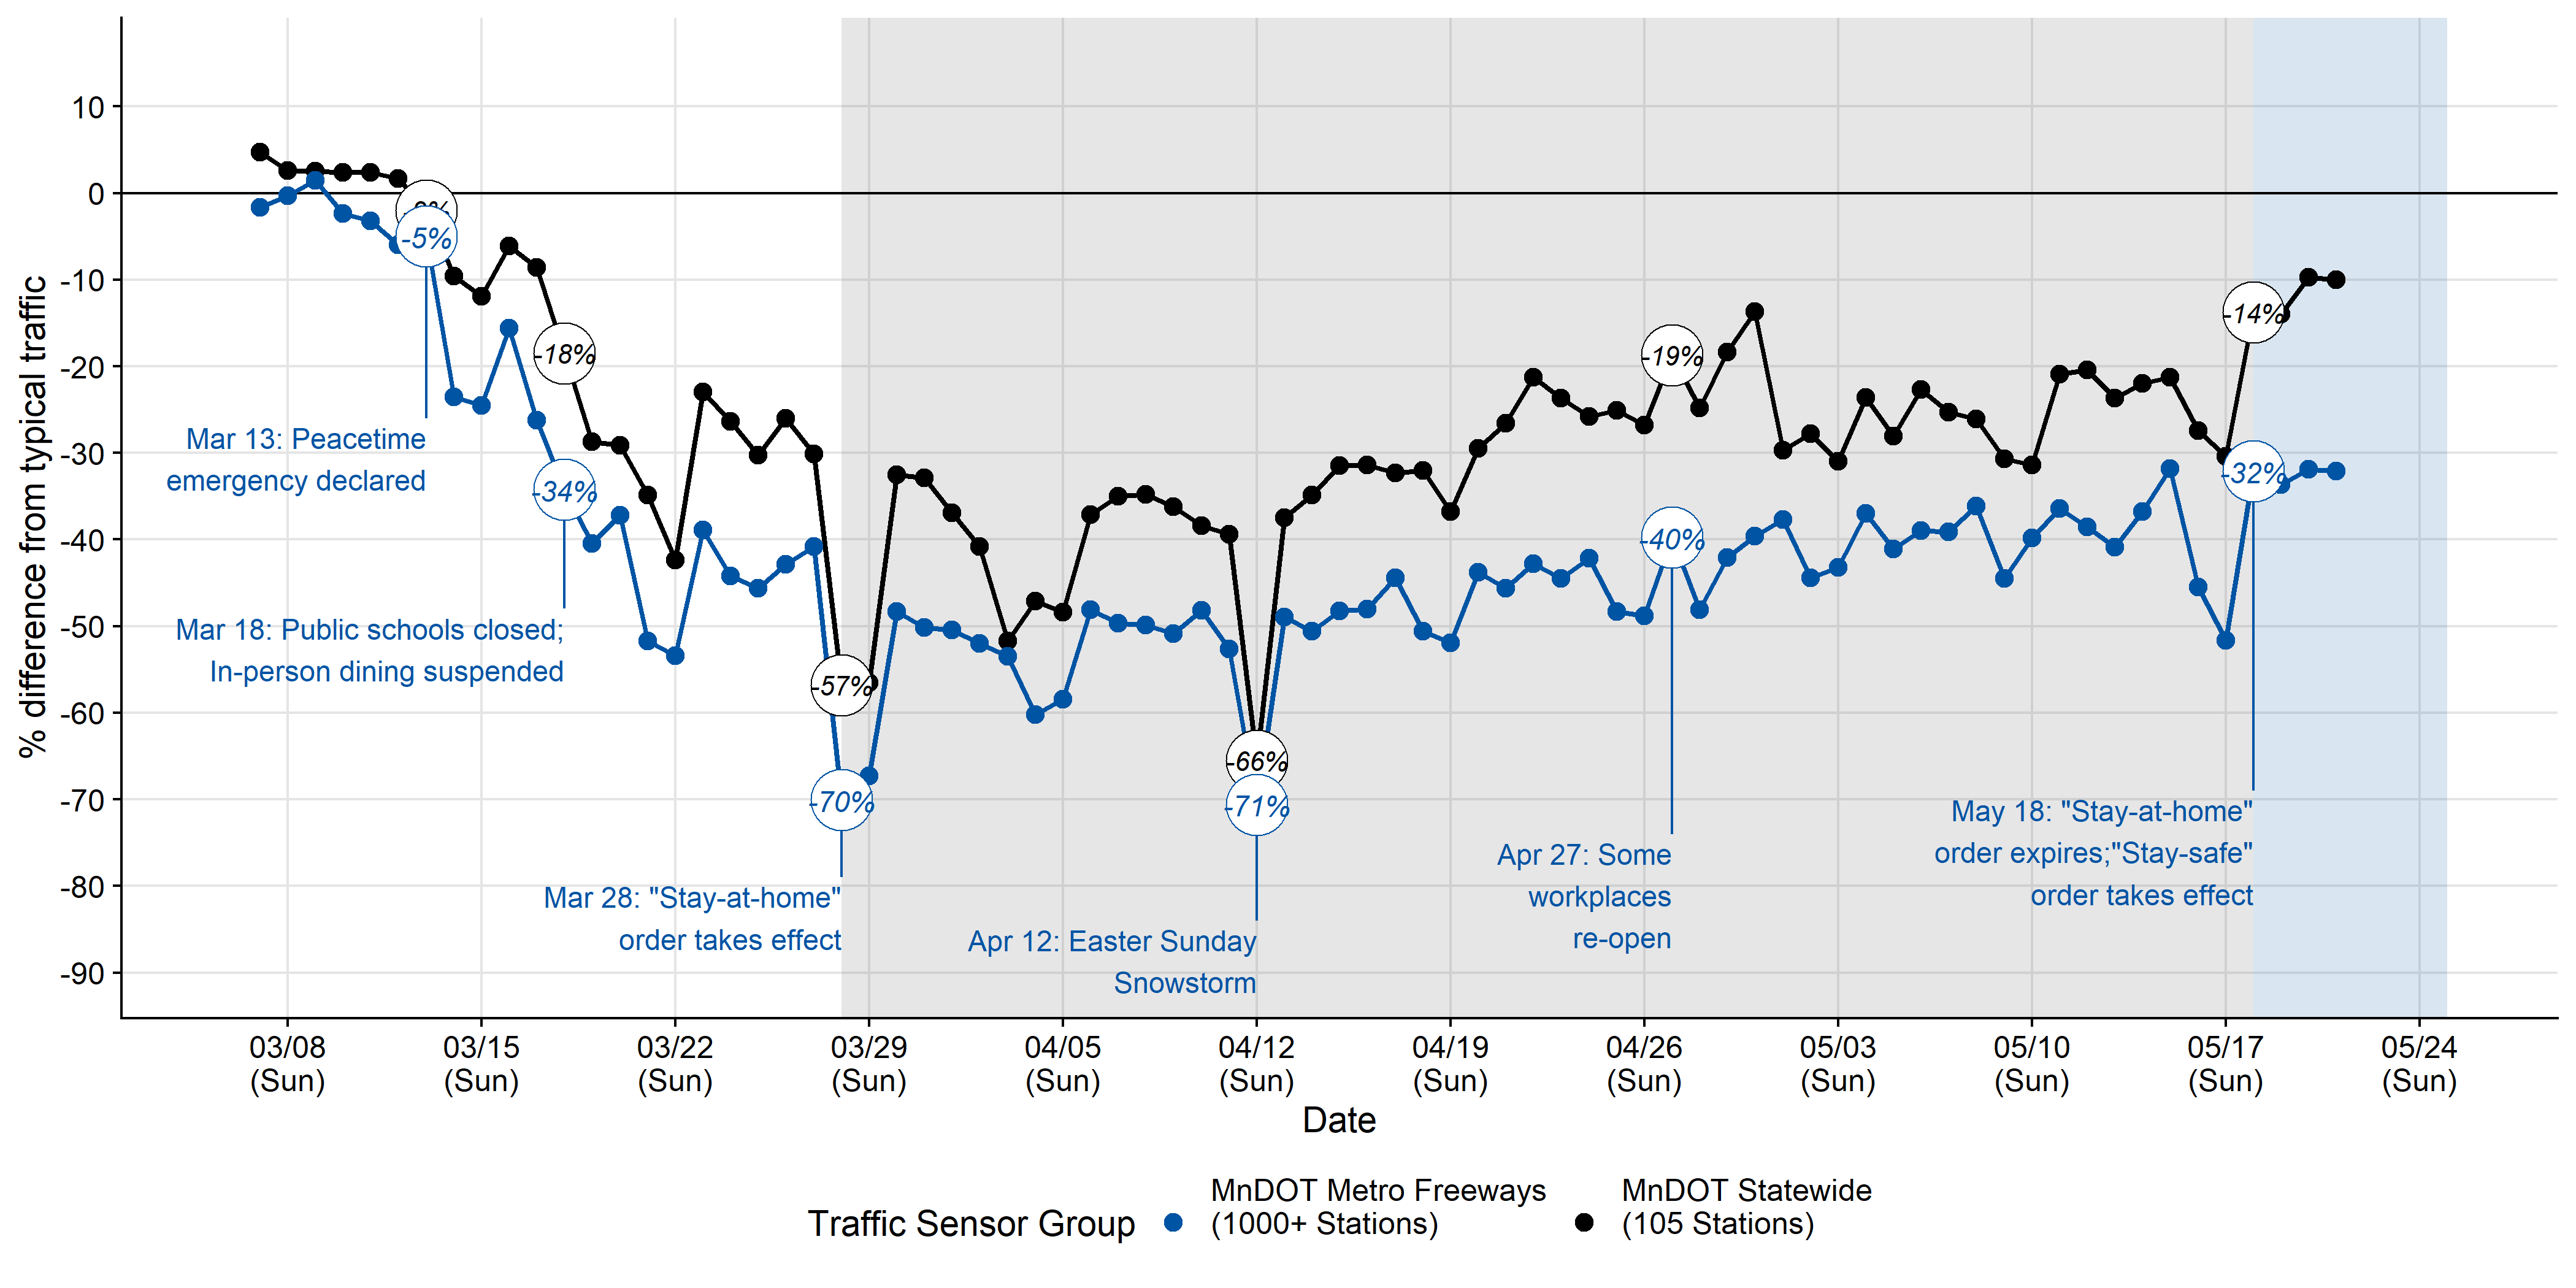 % difference from typical traffic
10
0
-10
-20
-30
-40
-50
-60
-70
-80
-90
-5%
-18%
-34%
-57%
-70%
-66%
-71%
-19%
-40%
-14%
-32%
Mar 13: Peacetime
emergency declared
Mar 18: Public schools closed;
In-person dining suspended
Mar 28: "Stay-at-home"
order takes effect
Apr 12: Easter Sunday
Snowstorm
Apr 27: Some
workplaces
re-open
May 18: "Stay-at-home"
order expires;"Stay-safe"
order takes effect
03/08 03/15 03/22 03/29 04/05 04/12 04/19 04/26 05/03 05/10 05/17 05/24
(Sun) (Sun) (Sun) (Sun) (Sun) (Sun) (Sun) (Sun) (Sun) (Sun) (Sun) (Sun)
Date
Traffic Sensor Group
MnDOT Metro Freeways
(1000+ Stations)
MnDOT Statewide
(105 Stations)